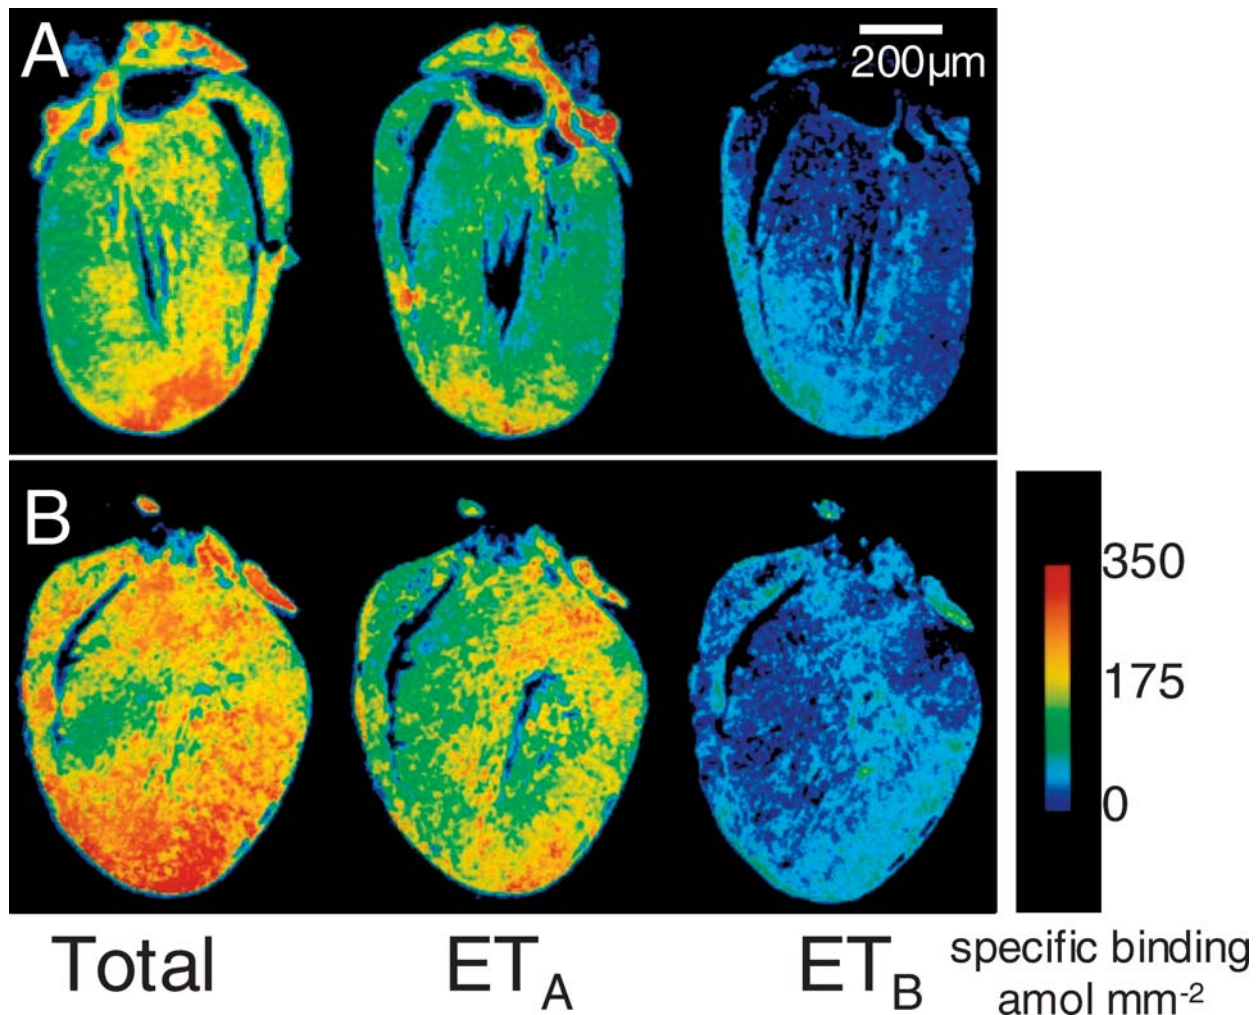 A
200µm
B
350
175
0
Total
ET_A
ET_B
specific binding
amol mm⁻²